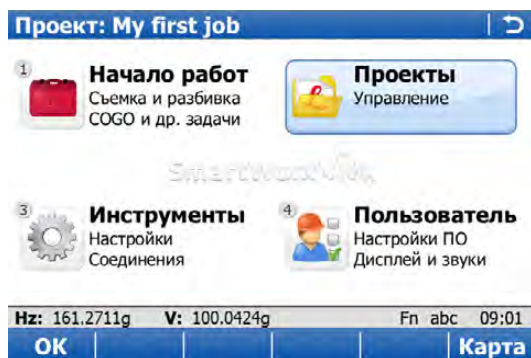 Проект: My first job
1
Начало работ
Съемка и разбивка
COGO и др. задачи
Проекты
Управление
SmartWorx Viva
3
Инструменты
Настройки
Соединения
4
Пользователь
Настройки ПО
Дисплей и звуки
Hz: 161.2711g V: 100.0424g Fn abc 09:01
OK Карта